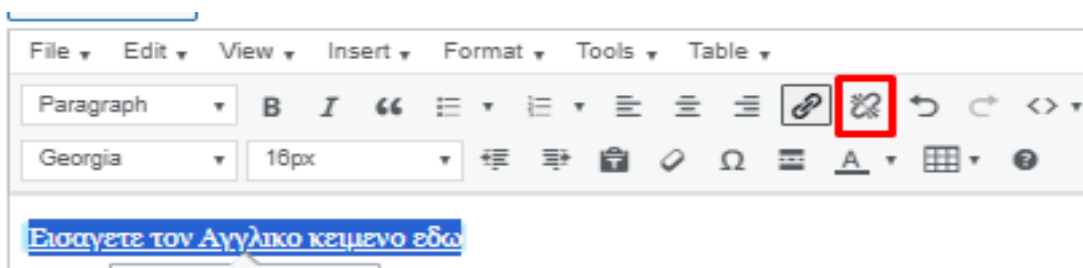 File Edit View Insert Format Tools Table
Paragraph B I
Georgia 16px Ω A
Εισαγετε τον Αγγλικο κειμενο εδω